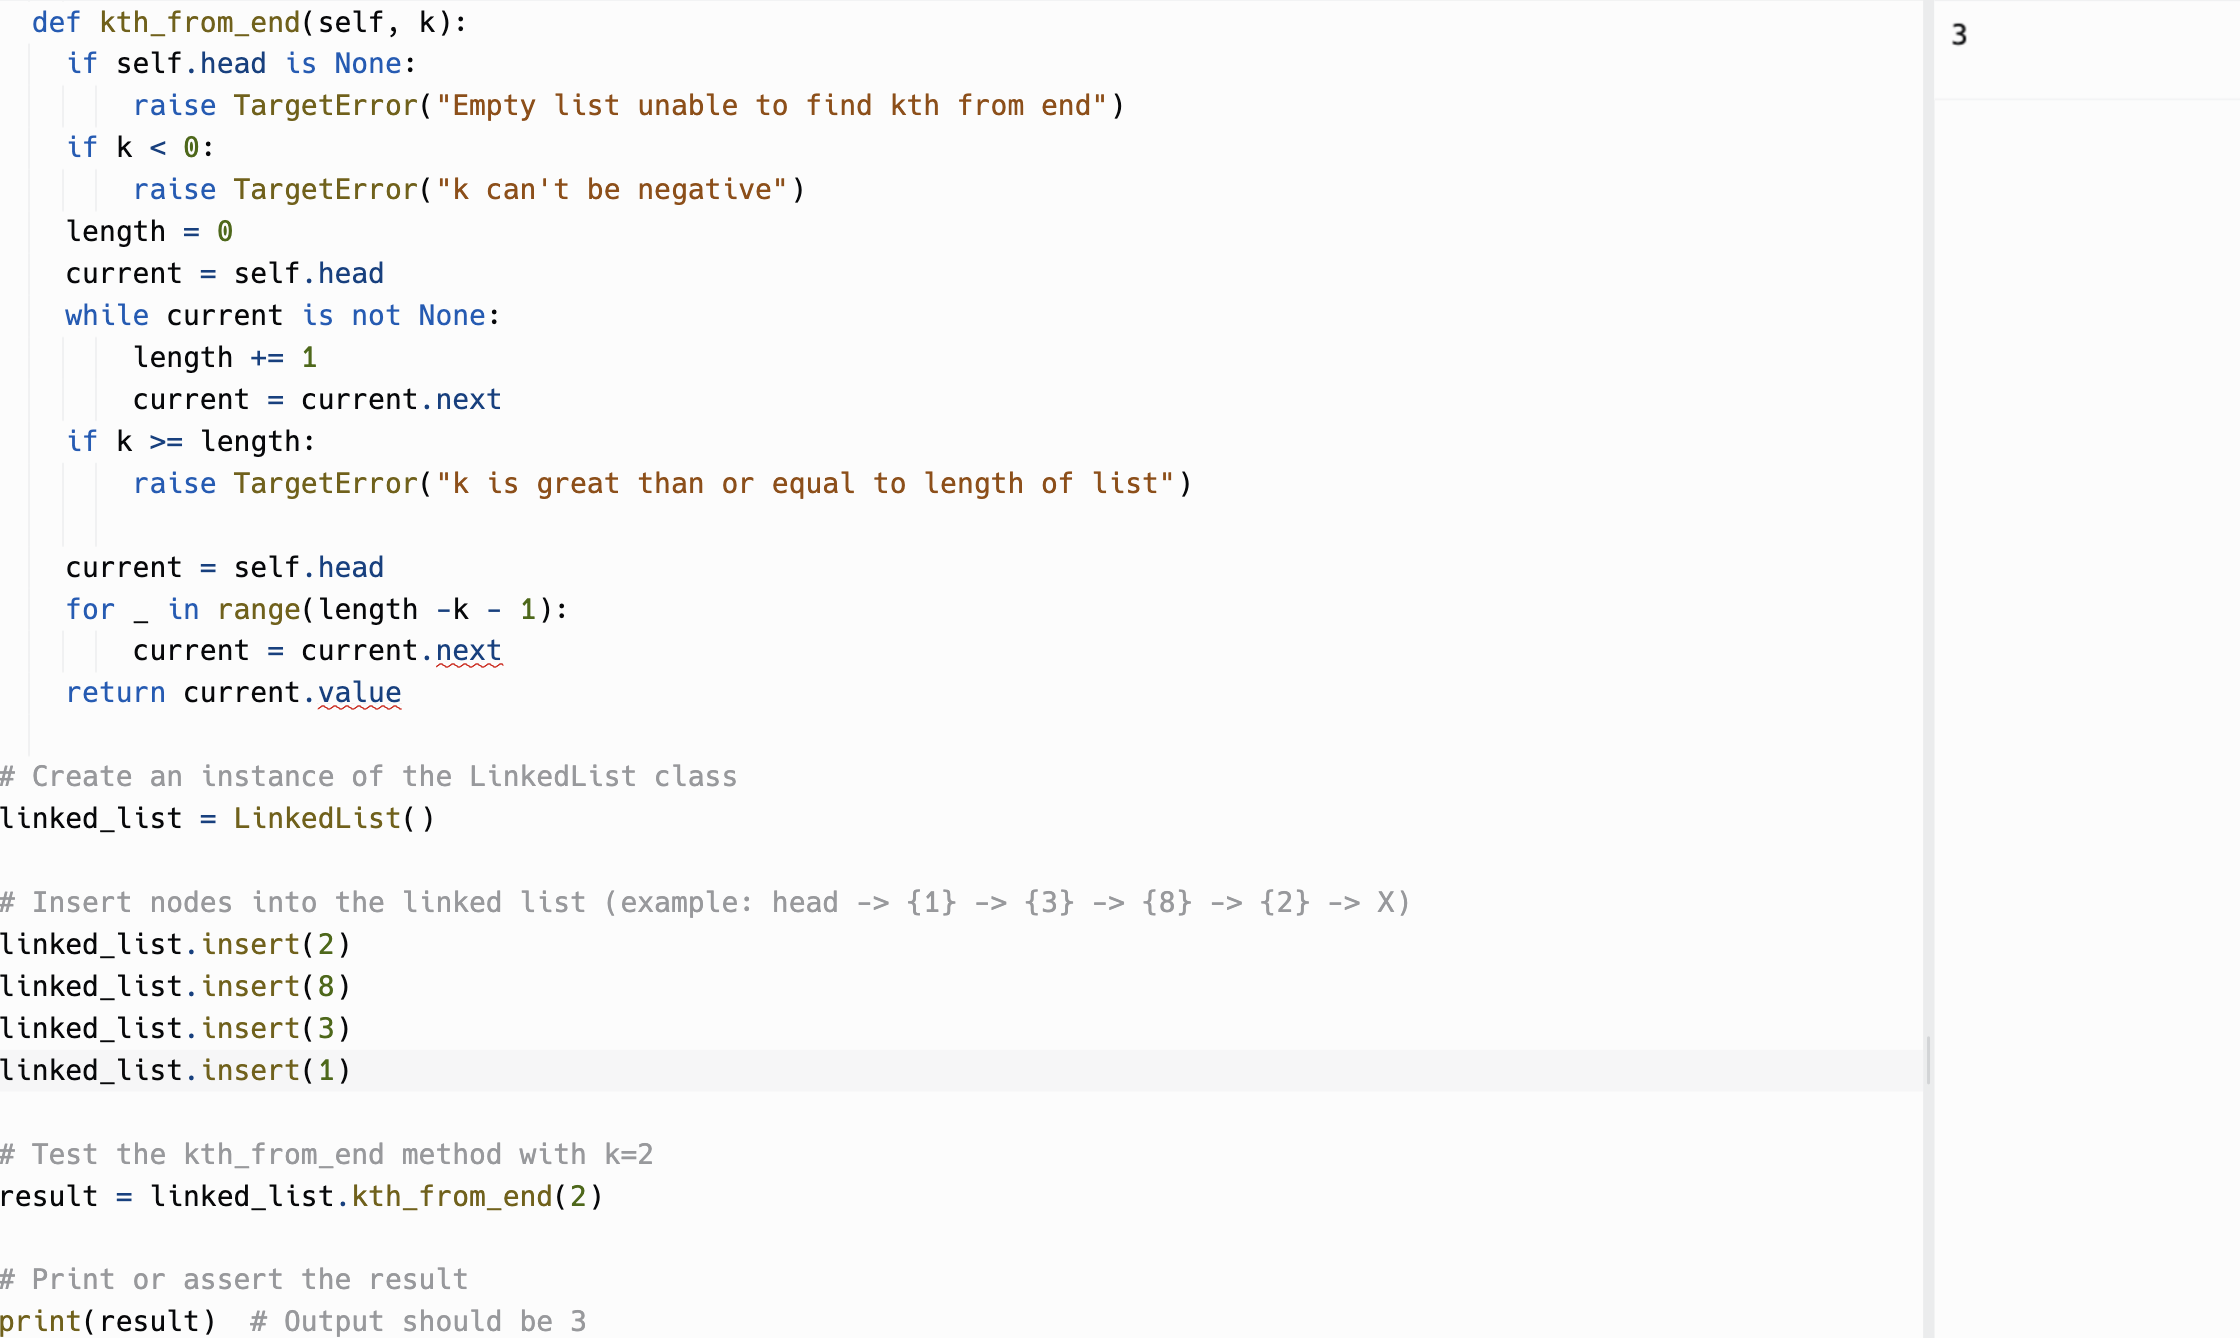 def kth_from_end(self, k):
if self.head is None:
raise TargetError("Empty list unable to find kth from end")
if k < 0:
raise TargetError("k can't be negative")
length = 0
current = self.head
while current is not None:
length += 1
current = current.next
if k >= length:
raise TargetError("k is great than or equal to length of list")
current = self.head
for _ in range(length -k - 1):
current = current.next
return current.value
# Create an instance of the LinkedList class
linked_list = LinkedList()
# Insert nodes into the linked list (example: head -> {1} -> {3} -> {8} -> {2} -> X)
linked_list.insert(2)
linked_list.insert(8)
linked_list.insert(3)
linked_list.insert(1)
# Test the kth_from_end method with k=2
result = linked_list.kth_from_end(2)
# Print or assert the result
print(result)  # Output should be 3
3